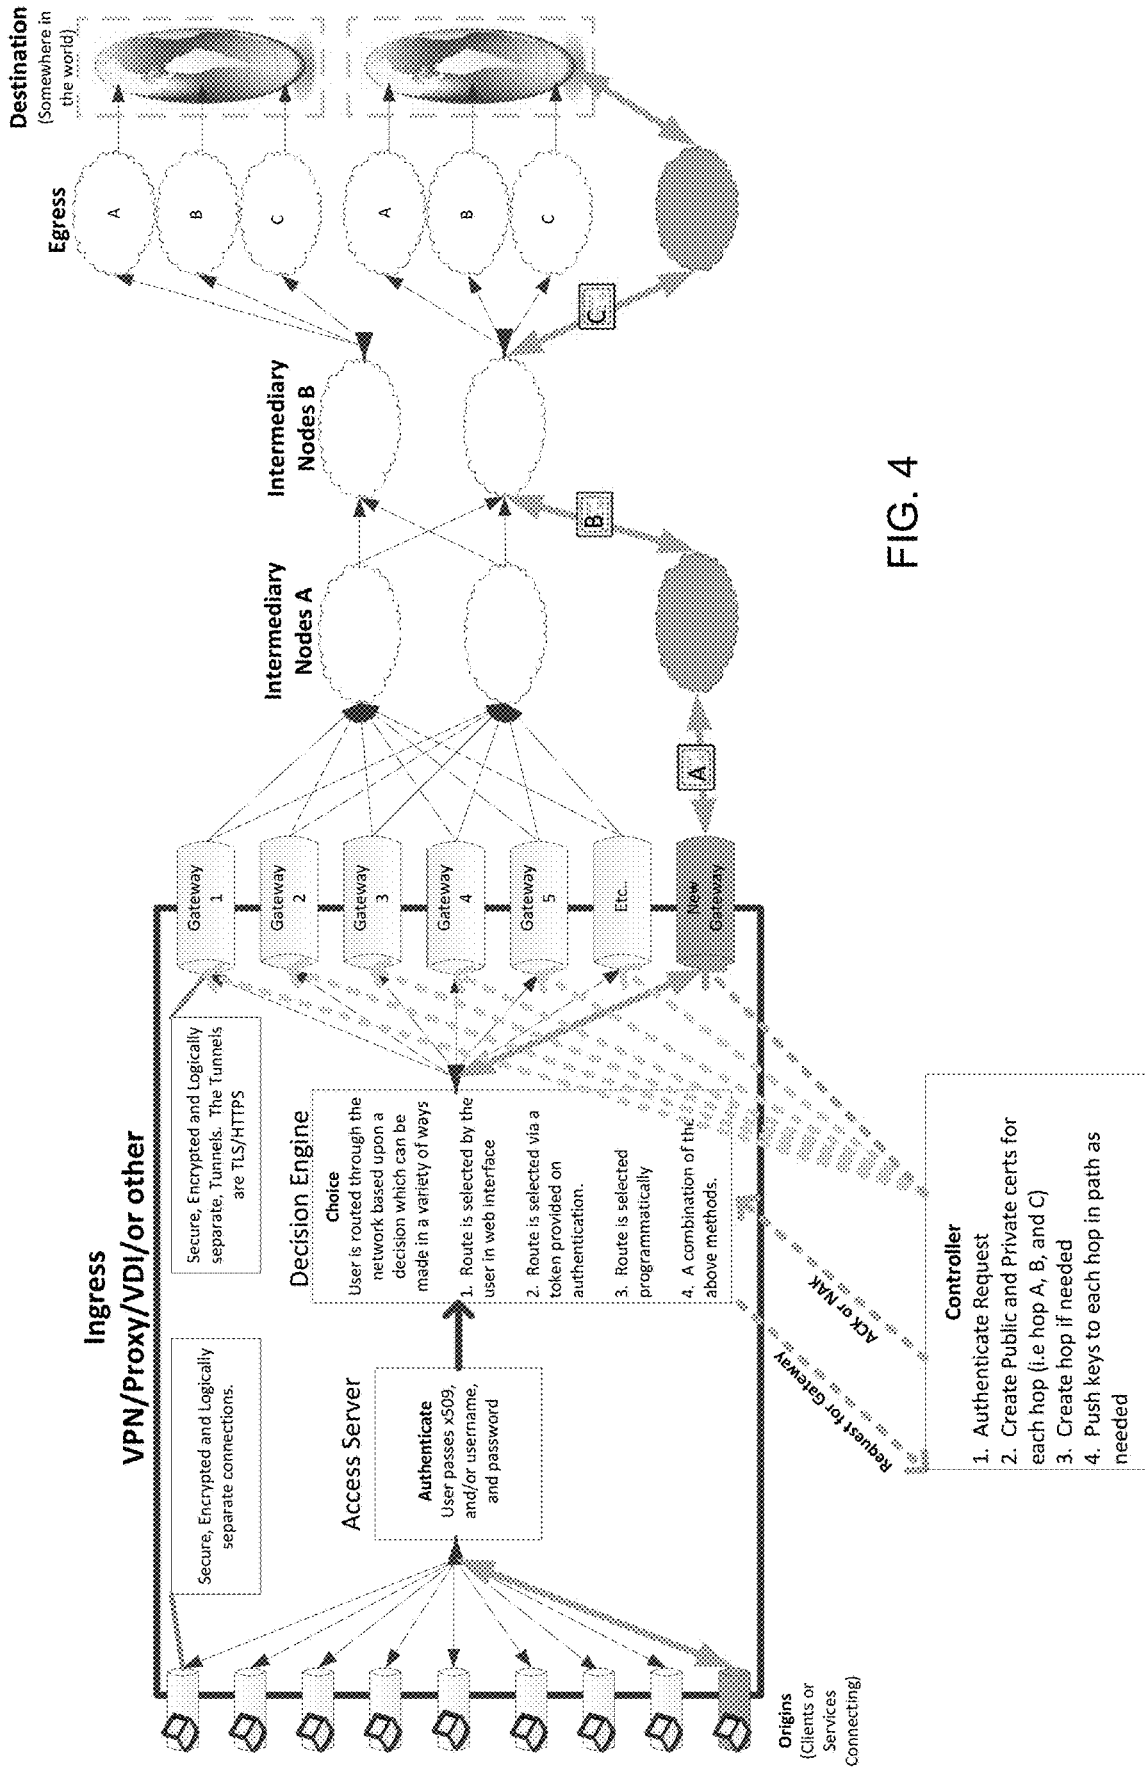 Ingress
VPN/Proxy/VDI/or other
Secure, Encrypted and Logically
separate connections.
Secure, Encrypted and Logically
separate. Tunnels. The Tunnels
are TLS/HTTPS
Access Server
Authenticate
User passes x509,
and/or username,
and password
Decision Engine
Choice
User is routed through the
network based upon a
decision which can be
made in a variety of ways
1. Route is selected by the
user in web interface
2. Route is selected via a
token provided on
authentication.
3. Route is selected
programmatically
4. A combination of the
above methods.
Gateway
1
Gateway
2
Gateway
3
Gateway
4
Gateway
5
Etc..
New
Gateway
Intermediary
Nodes A
Intermediary
Nodes B
Egress
A
B
C
A
B
C
Destination
(Somewhere in
the world)
A
B
C
Origins
(Clients or
Services
Connecting)
Request for Gateway
ACK or NAK
Controller
1. Authenticate Request
2. Create Public and Private certs for
each hop (i.e hop A, B, and C)
3. Create hop if needed
4. Push keys to each hop in path as
needed
FIG. 4